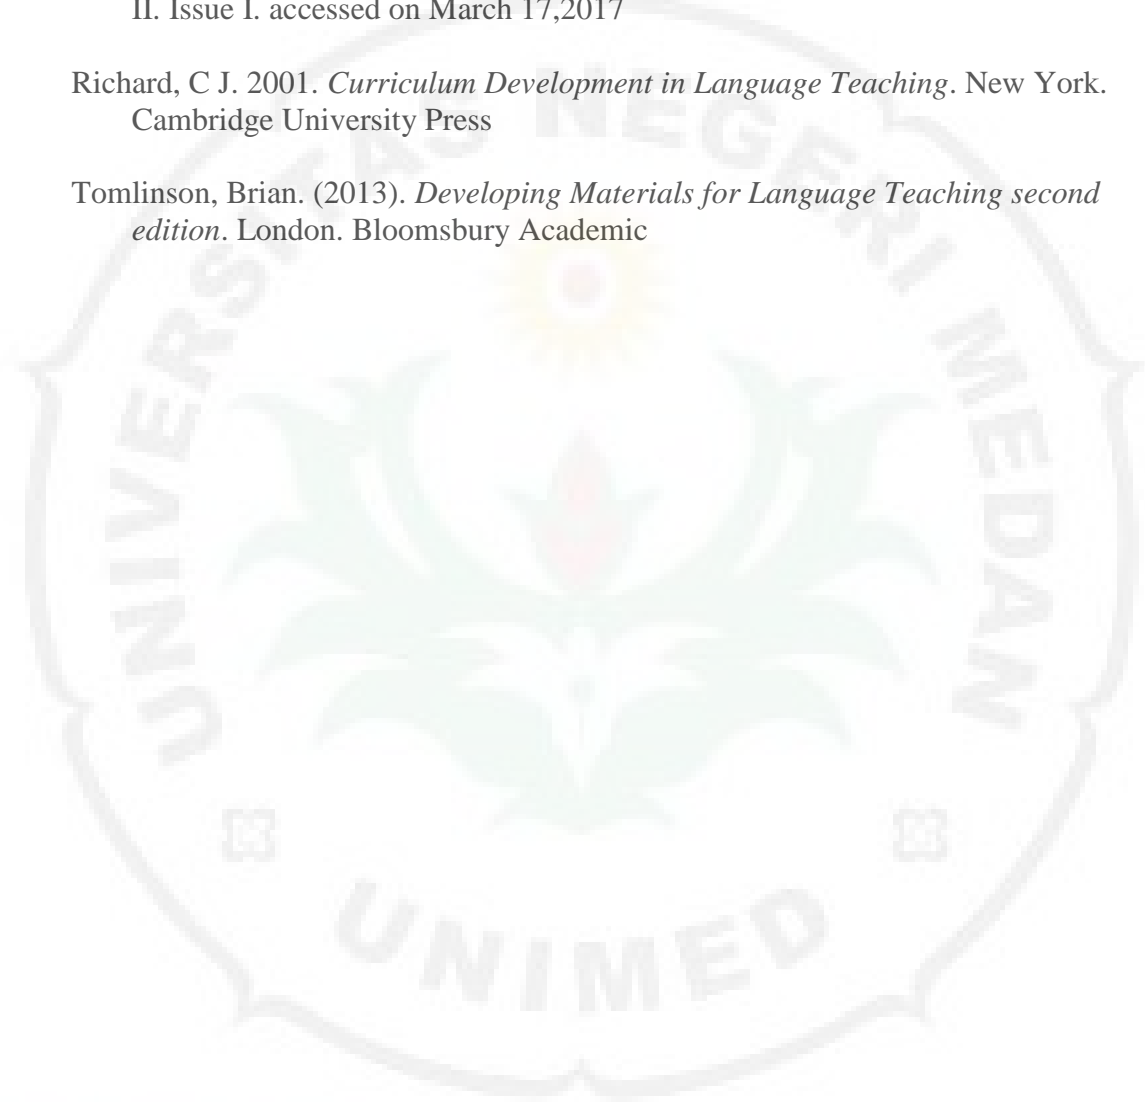 II. Issue I. accessed on March 17,2017
Richard, C J. 2001. Curriculum Development in Language Teaching. New York.
Cambridge University Press
Tomlinson, Brian. (2013). Developing Materials for Language Teaching second
edition. London. Bloomsbury Academic
UNIVERSITAS NEGERI MEDAN
UNIMED